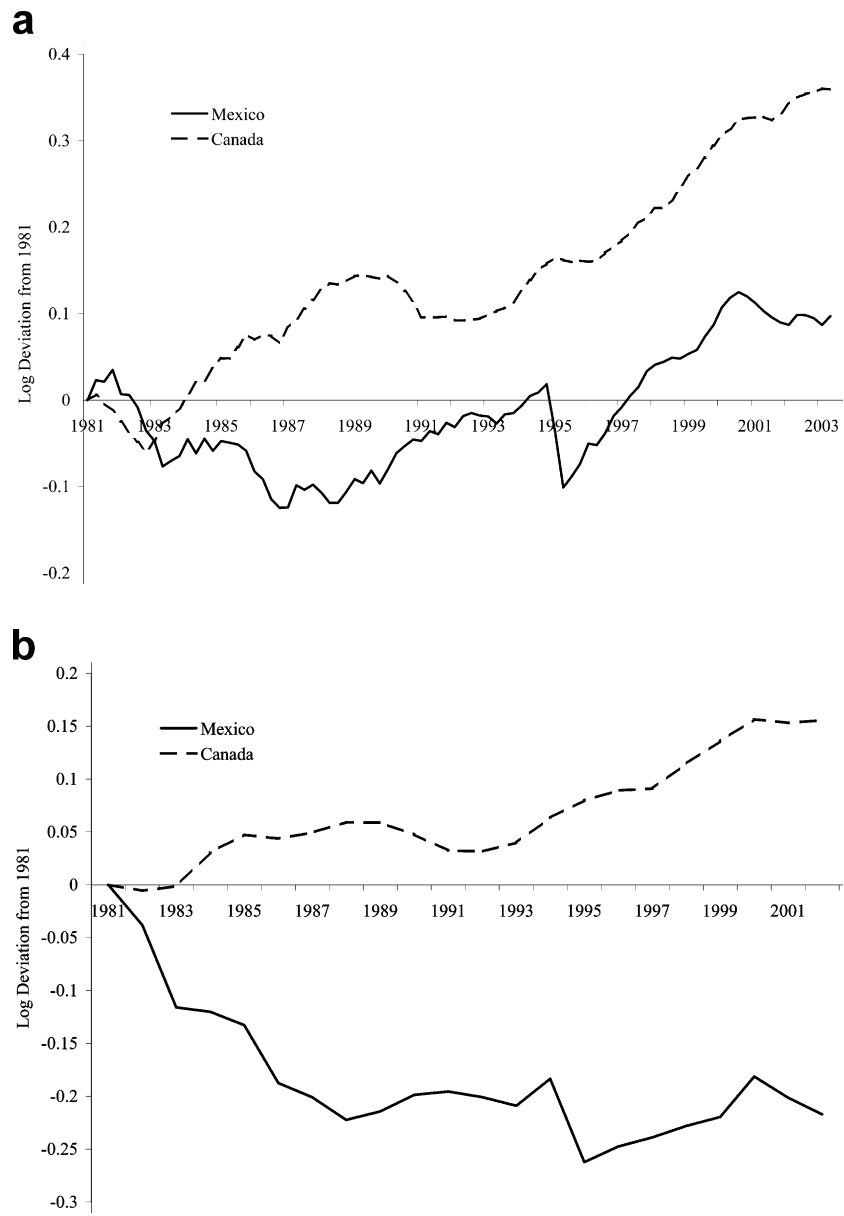 a
0.4
Mexico
Canada
0.3
0.2
Log Deviation from 1981
0.1
0
1981 1983 1985 1987 1989 1991 1993 1995 1997 1999 2001 2003
-0.1
-0.2
b
0.2
Mexico
Canada
0.15
0.1
0.05
Log Deviation from 1981
0
1981 1983 1985 1987 1989 1991 1993 1995 1997 1999 2001
-0.05
-0.1
-0.15
-0.2
-0.25
-0.3